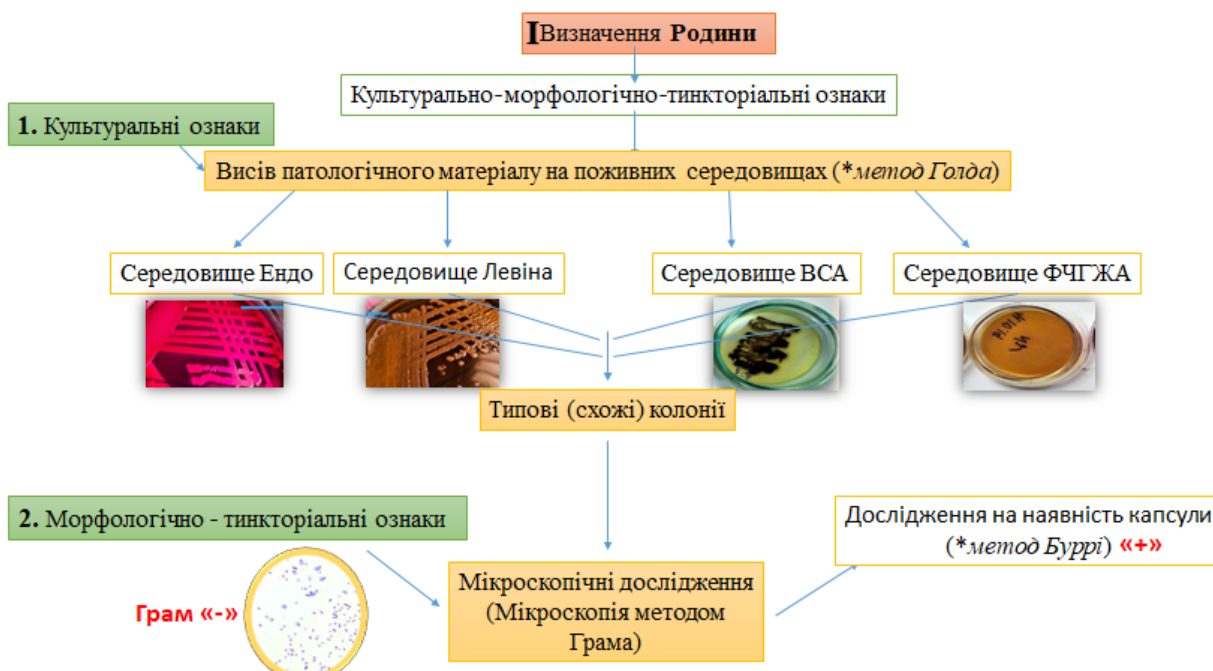 I Визначення Родини
Культурально-морфологічно-тинкторіальні ознаки
1. Культуральні ознаки
Висів патологічного матеріалу на поживних середовищах (*метод Голда)
Середовище Ендо
Середовище Левіна
Середовище ВСА
Середовище ФЧГЖА
Типові (схожі) колонії
2. Морфологічно - тинкторіальні ознаки
Дослідження на наявність капсули
(*метод Буррі) «+»
Грам «-»
Мікроскопічні дослідження
(Мікроскопія методом
Грама)